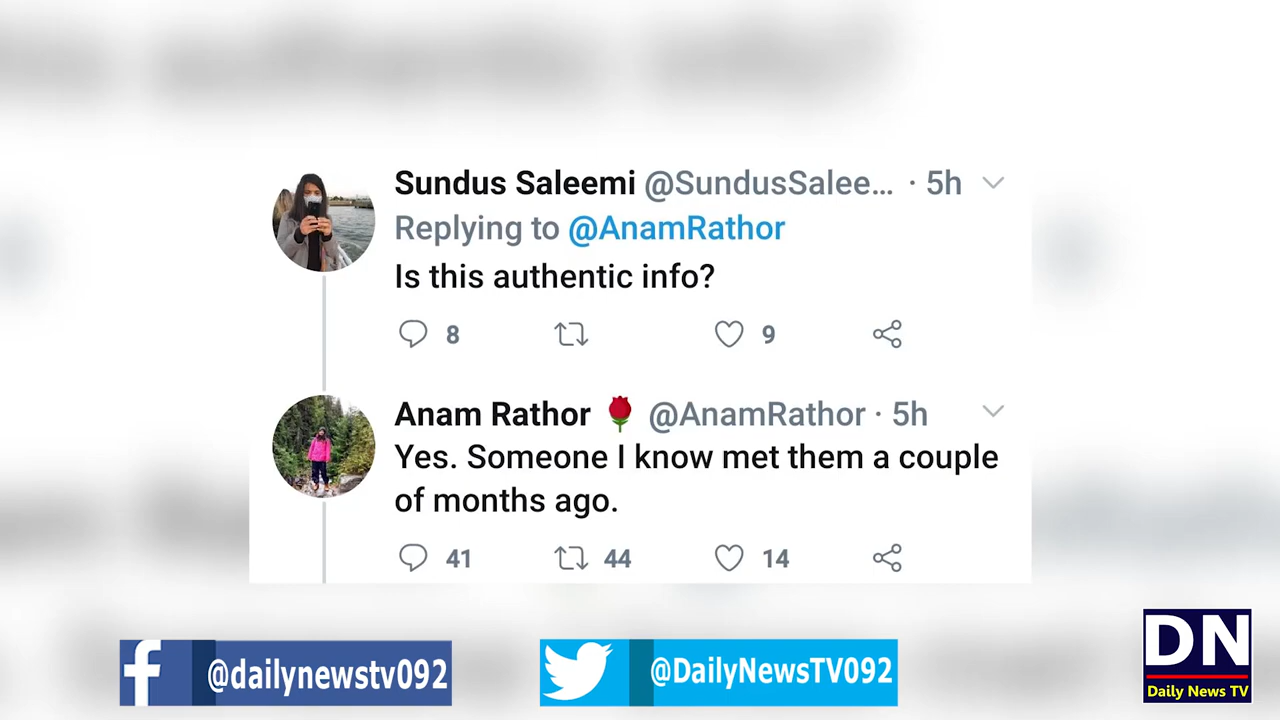 Sundus Saleemi @SundusSalee... · 5h
Replying to @AnamRathor
Is this authentic info?
8 9
Anam Rathor 🌹 @AnamRathor · 5h
Yes. Someone I know met them a couple
of months ago.
41 44 14
@dailynewstv092
@DailyNewsTV092
DN
Daily News TV